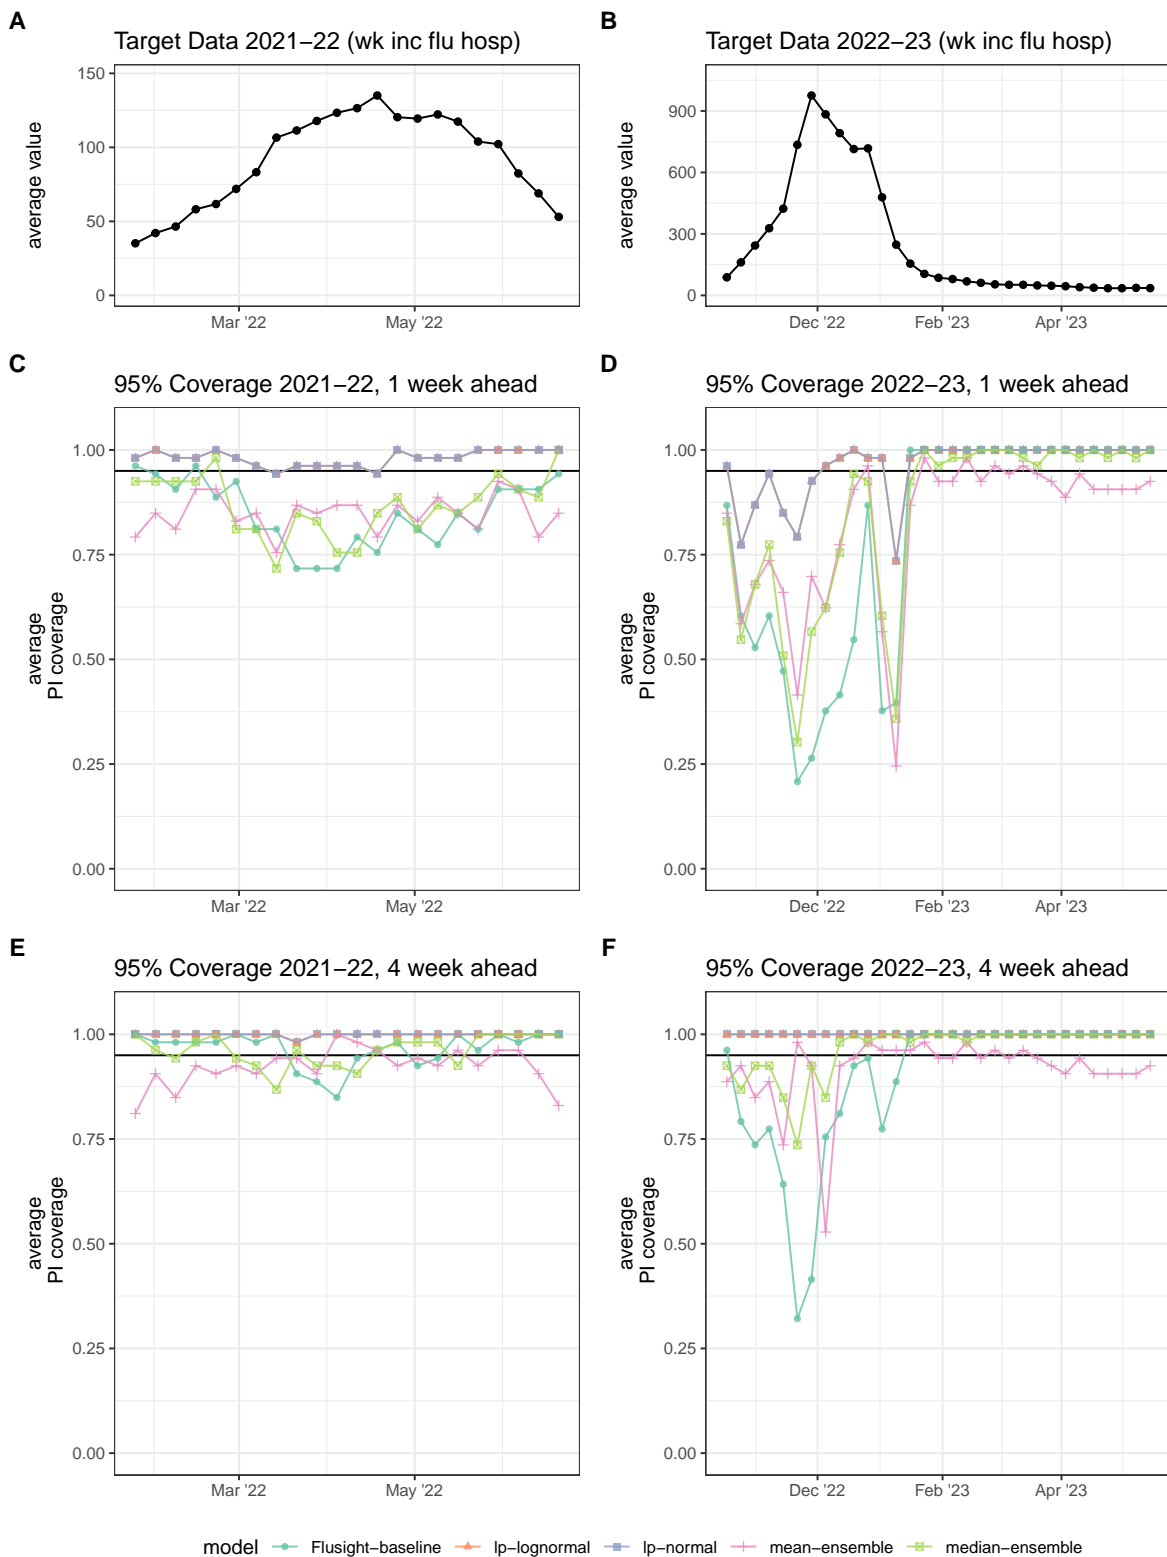 A
Target Data 2021−22 (wk inc flu hosp)
average value
150
100
50
0
Mar '22
May '22
B
Target Data 2022−23 (wk inc flu hosp)
average value
900
600
300
0
Dec '22
Feb '23
Apr '23
C
95% Coverage 2021−22, 1 week ahead
average
PI coverage
1.00
0.75
0.50
0.25
0.00
Mar '22
May '22
D
95% Coverage 2022−23, 1 week ahead
average
PI coverage
1.00
0.75
0.50
0.25
0.00
Dec '22
Feb '23
Apr '23
E
95% Coverage 2021−22, 4 week ahead
average
PI coverage
1.00
0.75
0.50
0.25
0.00
Mar '22
May '22
F
95% Coverage 2022−23, 4 week ahead
average
PI coverage
1.00
0.75
0.50
0.25
0.00
Dec '22
Feb '23
Apr '23
model Flusight−baseline lp−lognormal lp−normal mean−ensemble median−ensemble